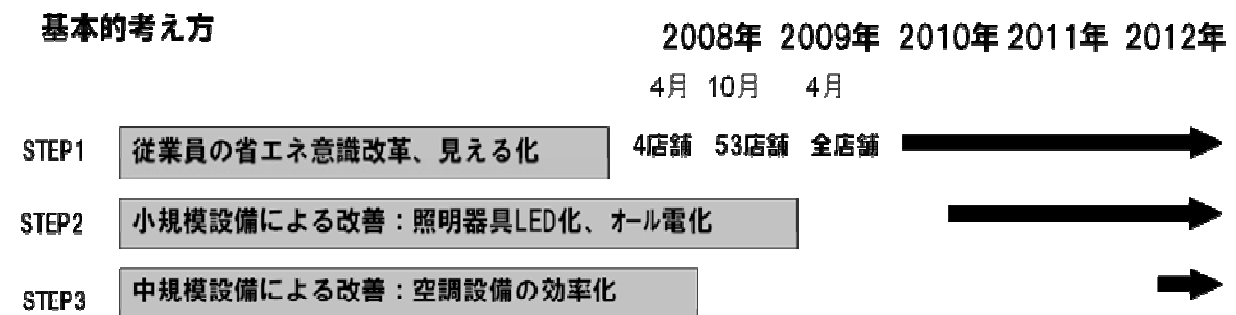 基本的考え方
2008年 2009年 2010年 2011年 2012年
4月 10月 4月
STEP1 従業員の省エネ意識改革、見える化 4店舗 53店舗 全店舗
STEP2 小規模設備による改善：照明器具LED化、オール電化
STEP3 中規模設備による改善：空調設備の効率化